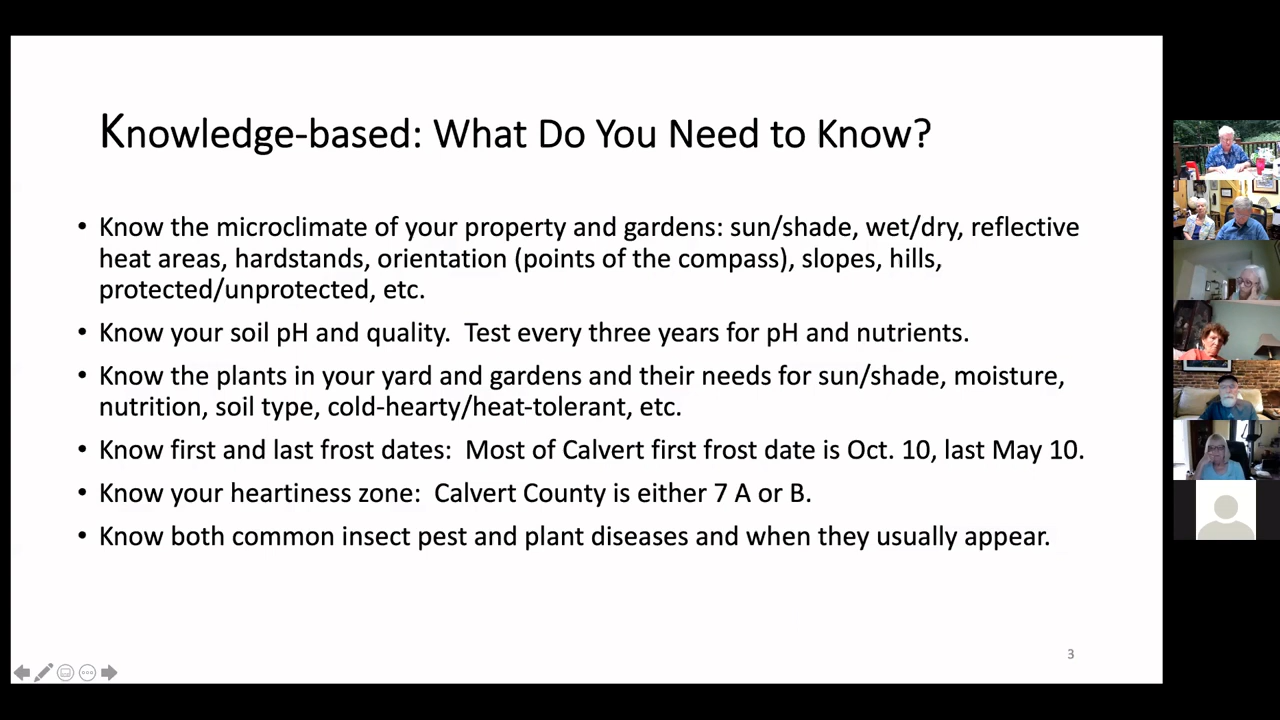 Knowledge-based: What Do You Need to Know?
• Know the microclimate of your property and gardens: sun/shade, wet/dry, reflective
heat areas, hardstands, orientation (points of the compass), slopes, hills,
protected/unprotected, etc.
• Know your soil pH and quality.  Test every three years for pH and nutrients.
• Know the plants in your yard and gardens and their needs for sun/shade, moisture,
nutrition, soil type, cold-hearty/heat-tolerant, etc.
• Know first and last frost dates:  Most of Calvert first frost date is Oct. 10, last May 10.
• Know your heartiness zone:  Calvert County is either 7 A or B.
• Know both common insect pest and plant diseases and when they usually appear.
3